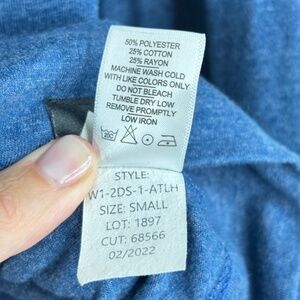 50% POLYESTER
25% COTTON
25% RAYON
MACHINE WASH COLD
WITH LIKE COLORS ONLY
DO NOT BLEACH
TUMBLE DRY LOW
REMOVE PROMPTLY
LOW IRON
STYLE:
W1-2DS-1-ATLH
SIZE: SMALL
LOT: 1897
CUT: 68566
02/2022